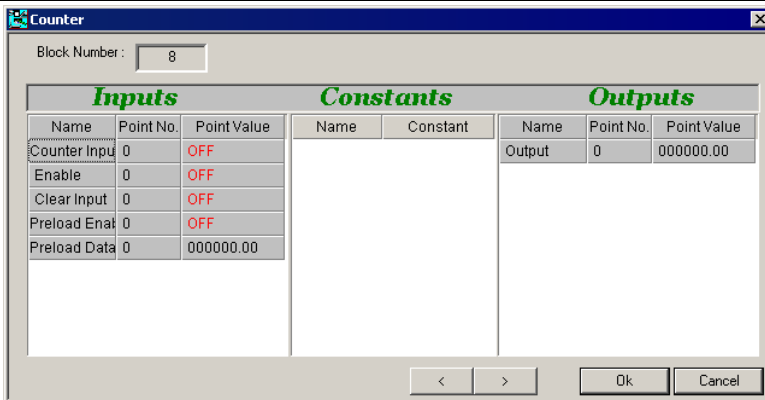 Counter
Block Number : 8
Inputs Constants Outputs
Name Point No. Point Value Name Constant Name Point No. Point Value
Counter Inpu 0 OFF Output 0 000000.00
Enable 0 OFF
Clear Input 0 OFF
Preload Enab 0 OFF
Preload Data 0 000000.00
< > Ok Cancel